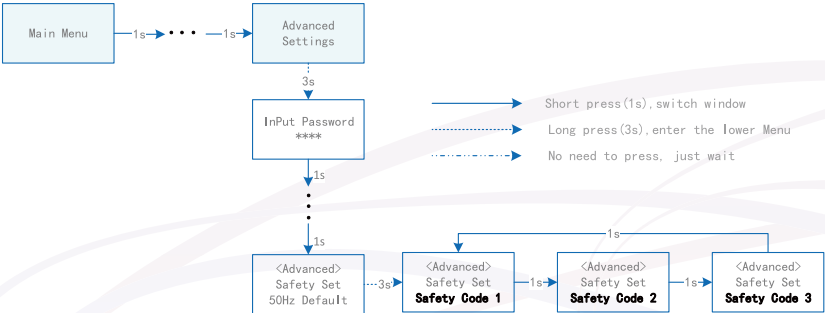 Main Menu
1s
1s
Advanced
Settings
3s
InPut Password
****
1s
1s
Short press(1s), switch window
Long press(3s), enter the lower Menu
No need to press, just wait
1s
<Advanced>
Safety Set
50Hz Default
3s
<Advanced>
Safety Set
Safety Code 1
1s
<Advanced>
Safety Set
Safety Code 2
1s
<Advanced>
Safety Set
Safety Code 3